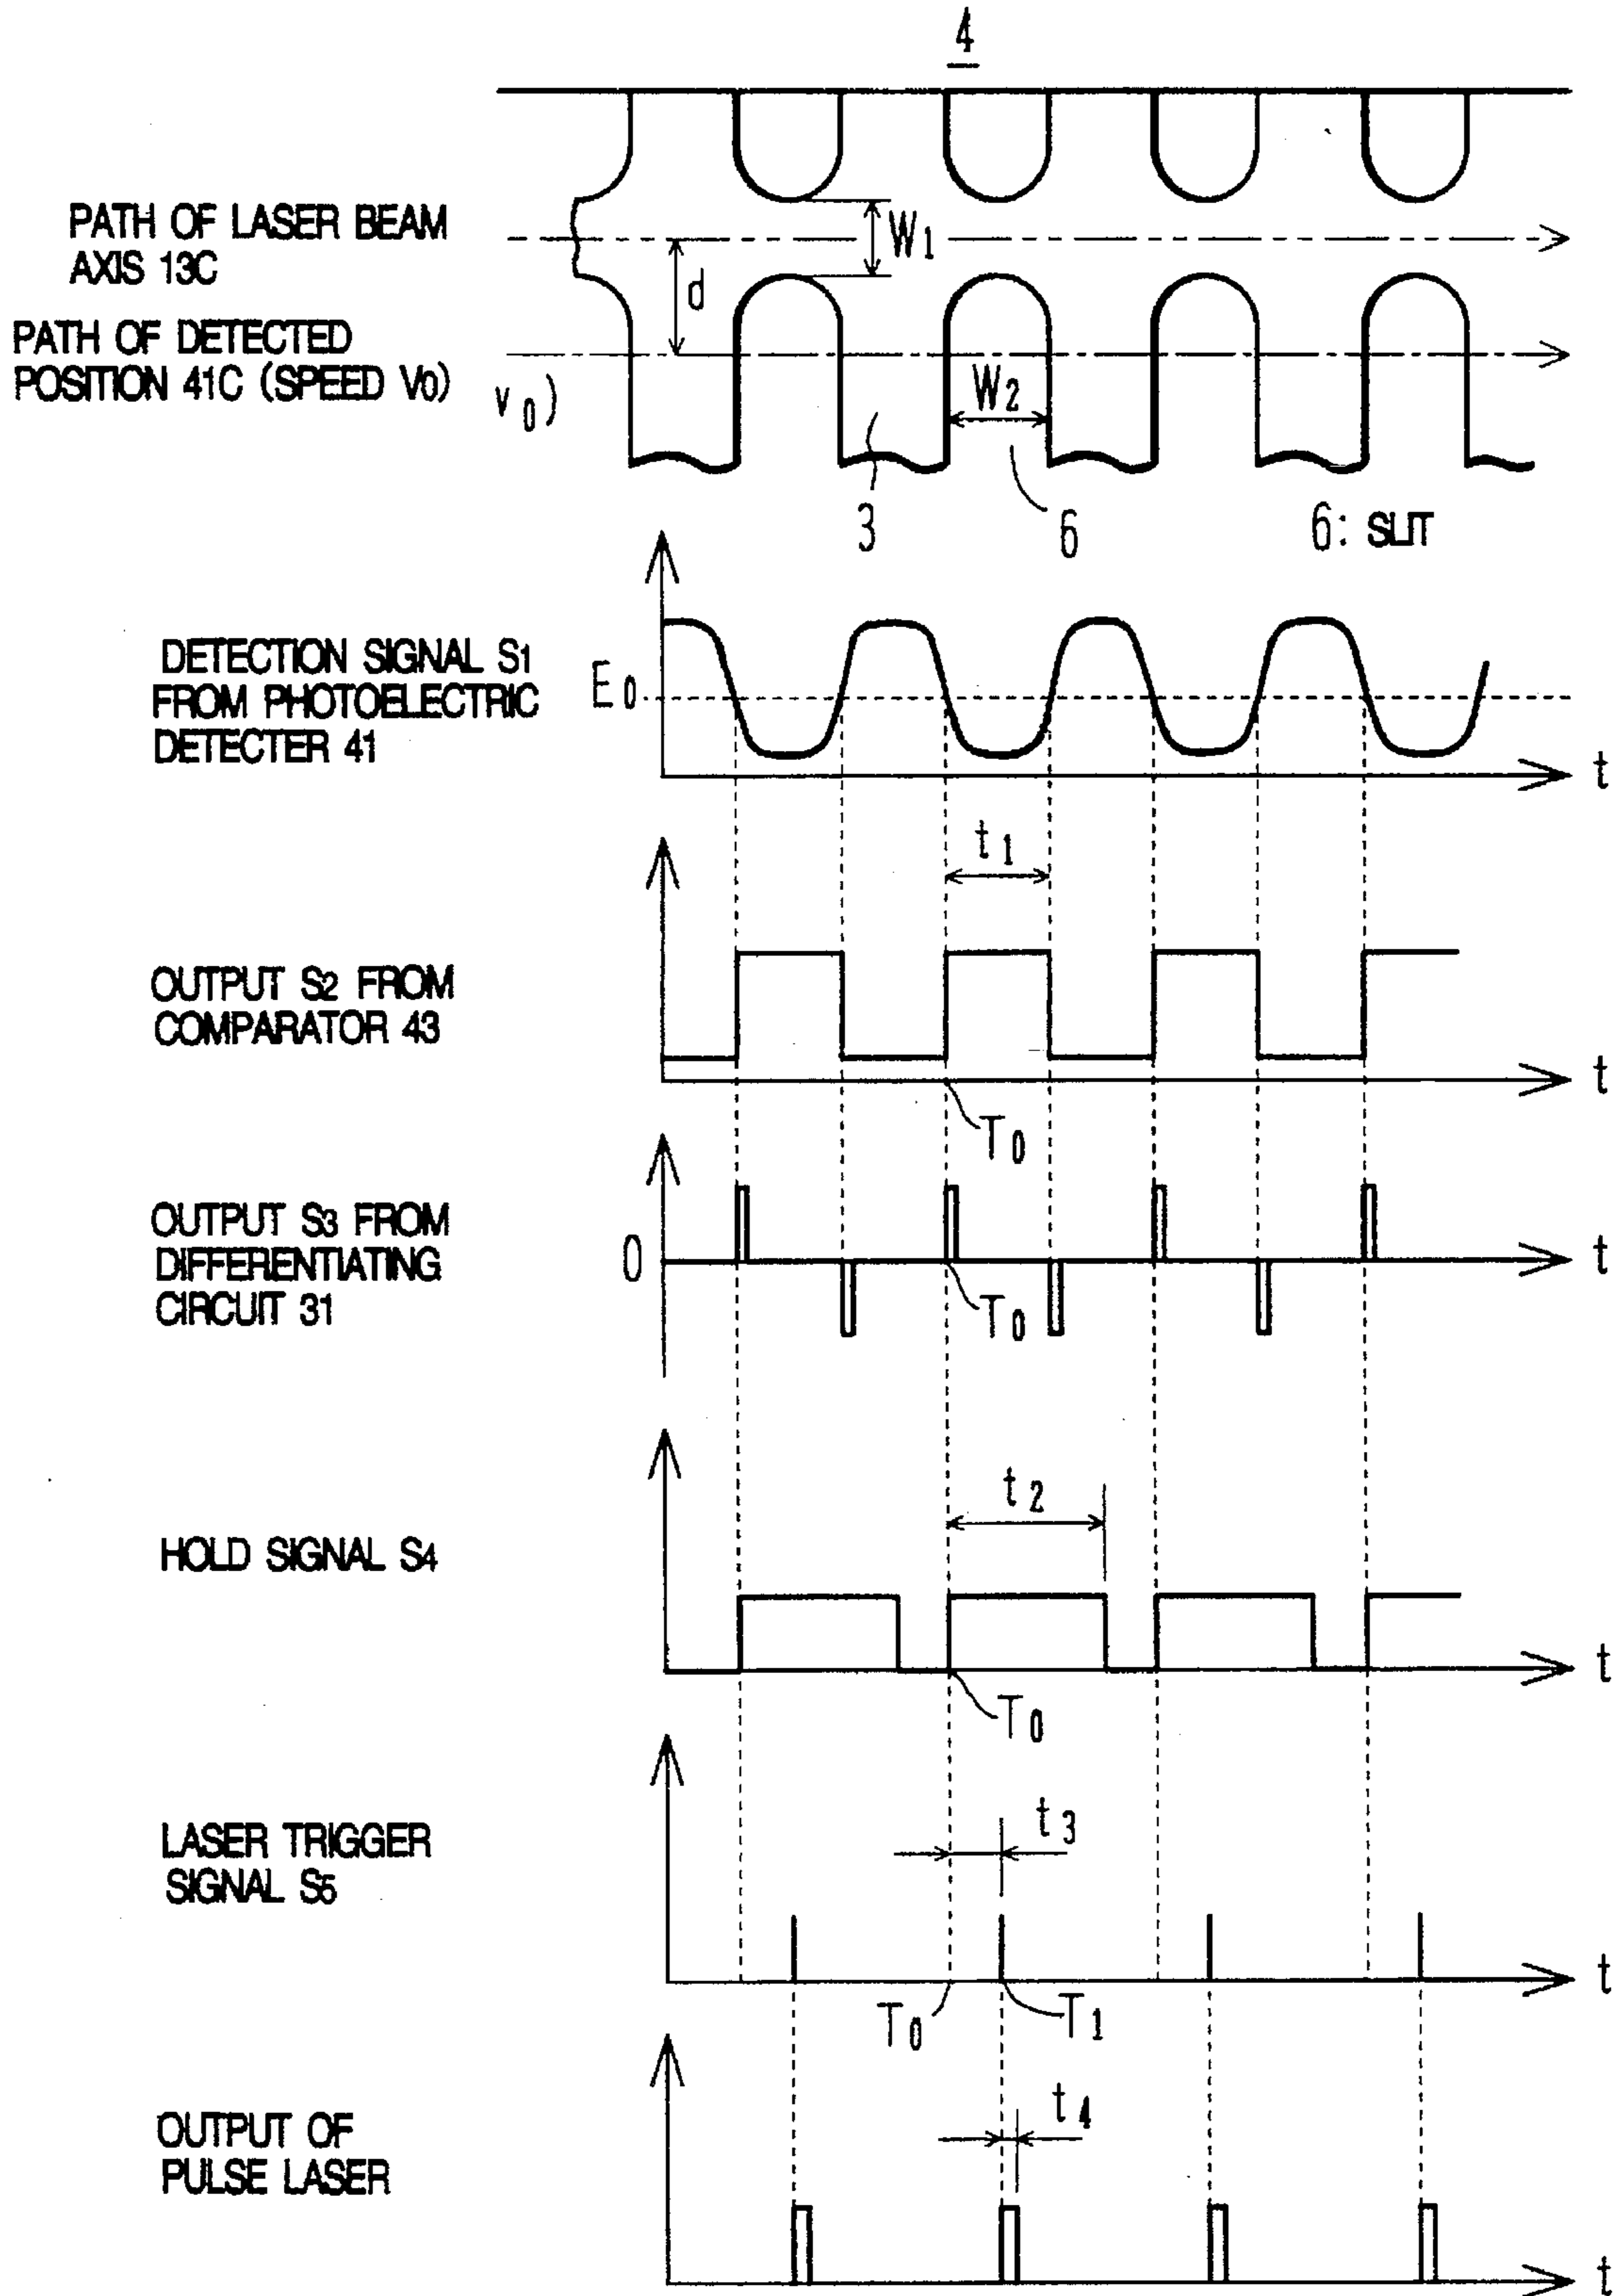 4
PATH OF LASER BEAM
AXIS 13C
W1
d
PATH OF DETECTED
POSITION 41C (SPEED V0)
v0)
W2
3
6
6: SLIT
DETECTION SIGNAL S1
FROM PHOTOELECTRIC
DETECTER 41
E0
t
t1
OUTPUT S2 FROM
COMPARATOR 43
t
T0
OUTPUT S3 FROM
DIFFERENTIATING
CIRCUIT 31
0
t
T0
t2
HOLD SIGNAL S4
t
T0
t3
LASER TRIGGER
SIGNAL S5
t
T0
T1
t4
OUTPUT OF
PULSE LASER
t